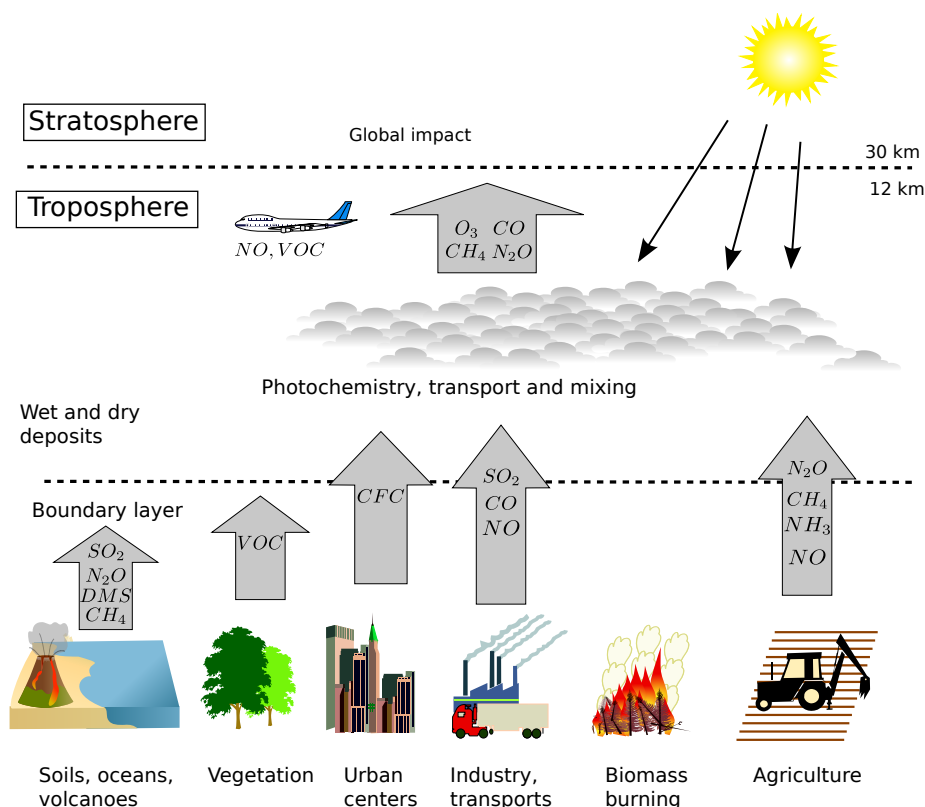 Stratosphere
Global impact
30 km
12 km
Troposphere
NO, VOC
O₃ CO
CH₄ N₂O
Photochemistry, transport and mixing
Wet and dry
deposits
Boundary layer
SO₂
N₂O
DMS
CH₄
VOC
CFC
SO₂
CO
NO
N₂O
CH₄
NH₃
NO
Soils, oceans,
volcanoes
Vegetation
Urban
centers
Industry,
transports
Biomass
burning
Agriculture